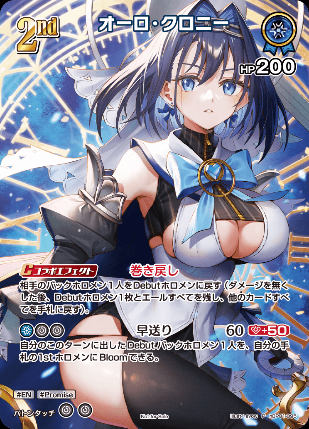 2nd
オーロ・クロニー
HP200
コラボエフェクト 巻き戻し
相手のバックホロメン1人をDebutホロメンに戻す(ダメージを無く
した後、Debutホロメン1枚とエールすべてを残し、他のカードすべ
てを手札に戻す)。
早送り 60 +50
自分のこのターンに出したDebutバックホロメン1人を、自分の手
札の1stホロメンにBloomできる。
#EN #Promise
バトンタッチ